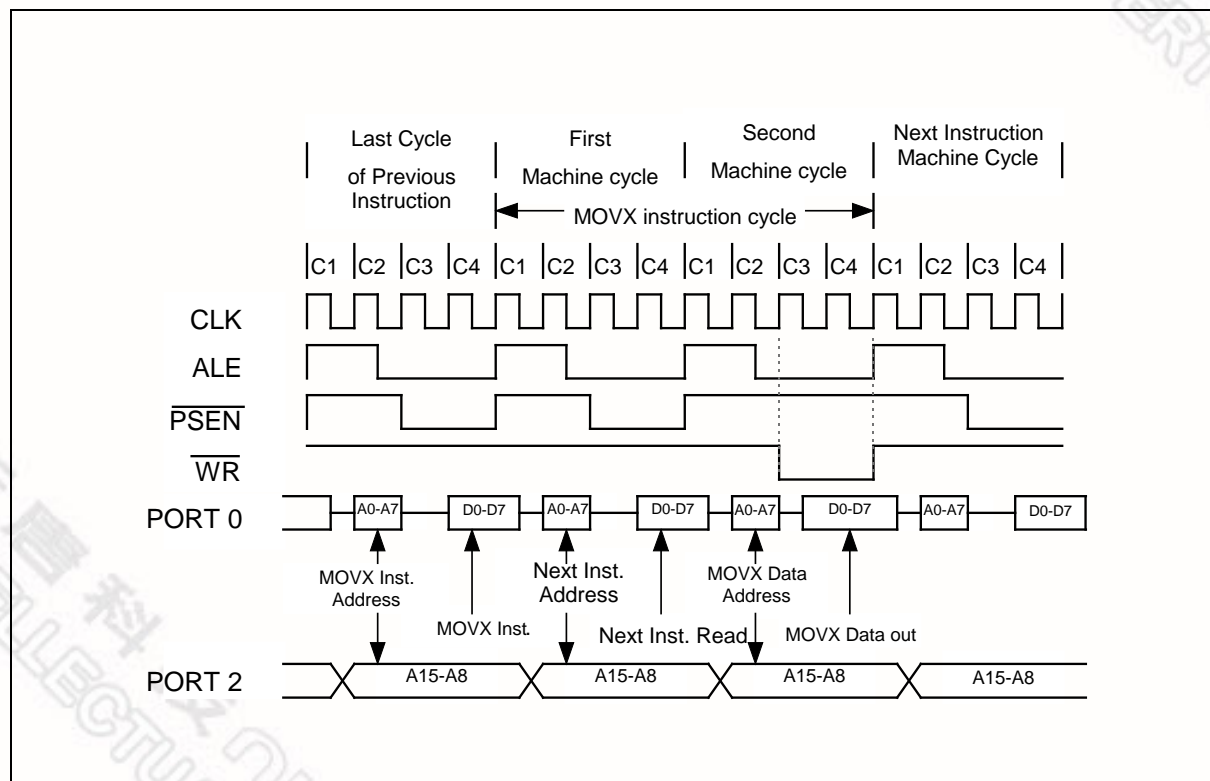 Last Cycle
of Previous
Instruction
First
Machine cycle
Second
Machine cycle
Next Instruction
Machine Cycle
MOVX instruction cycle
C1 C2 C3 C4 C1 C2 C3 C4 C1 C2 C3 C4 C1 C2 C3 C4
CLK
ALE
PSEN
WR
PORT 0
A0-A7 D0-D7 A0-A7 D0-D7 A0-A7 D0-D7 A0-A7 D0-D7
MOVX Inst.
Address
MOVX Inst.
Next Inst.
Address
Next Inst. Read
MOVX Data
Address
MOVX Data out
PORT 2
A15-A8 A15-A8 A15-A8 A15-A8